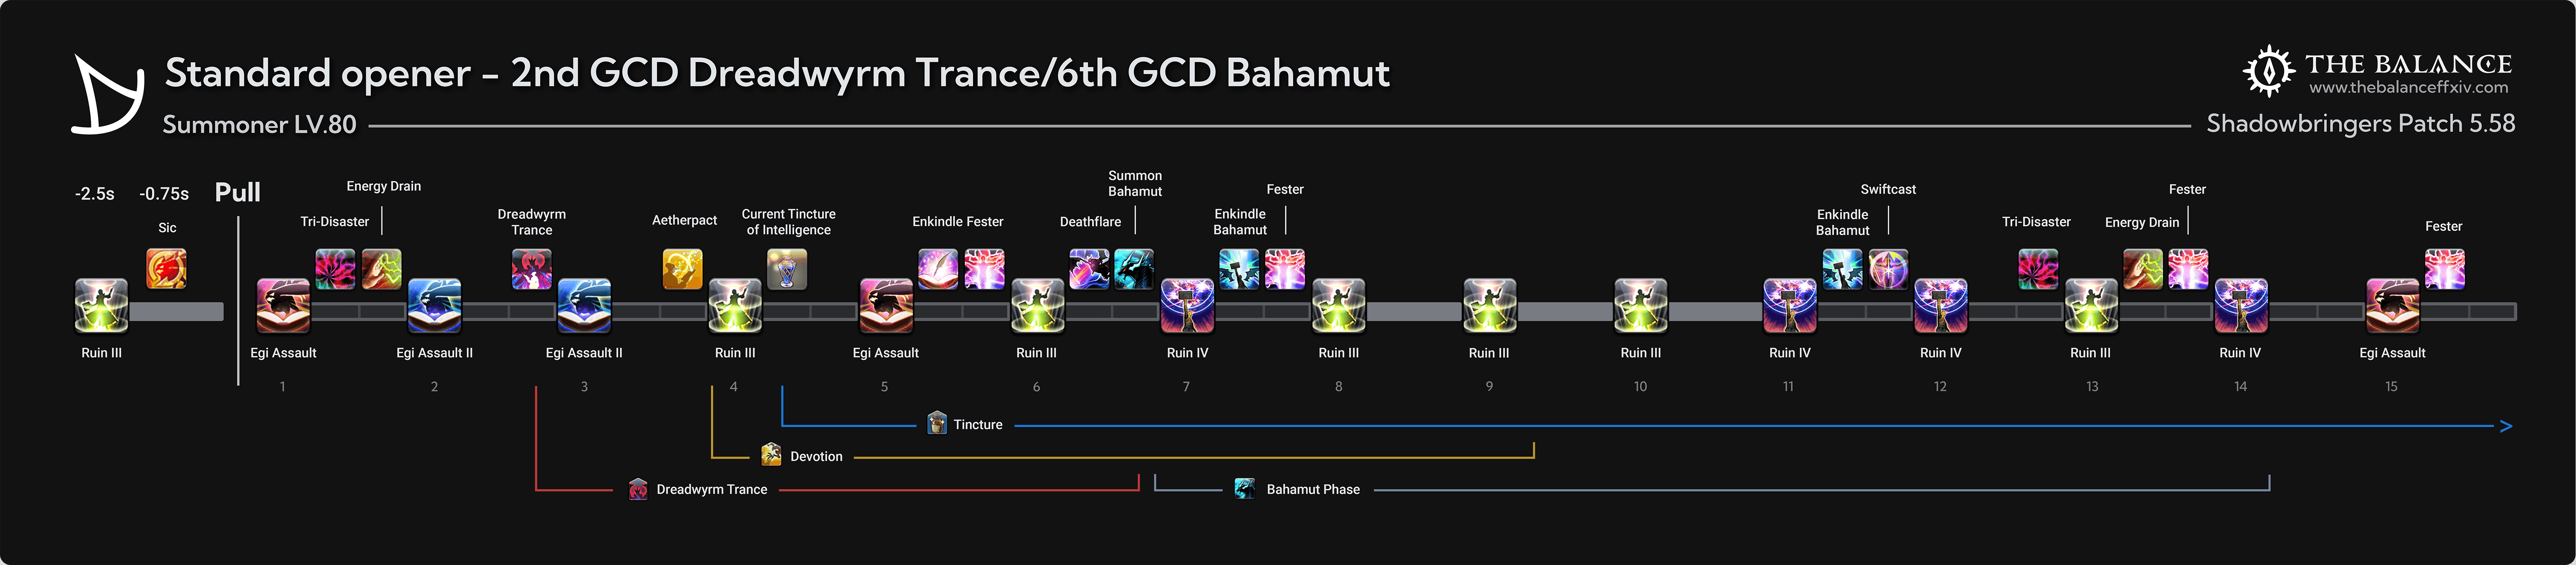 Standard opener - 2nd GCD Dreadwyrm Trance/6th GCD Bahamut
THE BALANCE
www.thebalanceffxiv.com
Summoner LV.80
Shadowbringers Patch 5.58
-2.5s
-0.75s
Pull
Sic
Tri-Disaster
Energy Drain
Dreadwyrm
Trance
Aetherpact
Current Tincture
of Intelligence
Enkindle Fester
Deathflare
Summon
Bahamut
Enkindle
Bahamut
Fester
Enkindle
Bahamut
Swiftcast
Tri-Disaster
Energy Drain
Fester
Fester
Ruin III
Egi Assault
Egi Assault II
Egi Assault II
Ruin III
Egi Assault
Ruin III
Ruin IV
Ruin III
Ruin III
Ruin III
Ruin IV
Ruin IV
Ruin III
Ruin IV
Egi Assault
1
2
3
4
5
6
7
8
9
10
11
12
13
14
15
Tincture
Devotion
Dreadwyrm Trance
Bahamut Phase